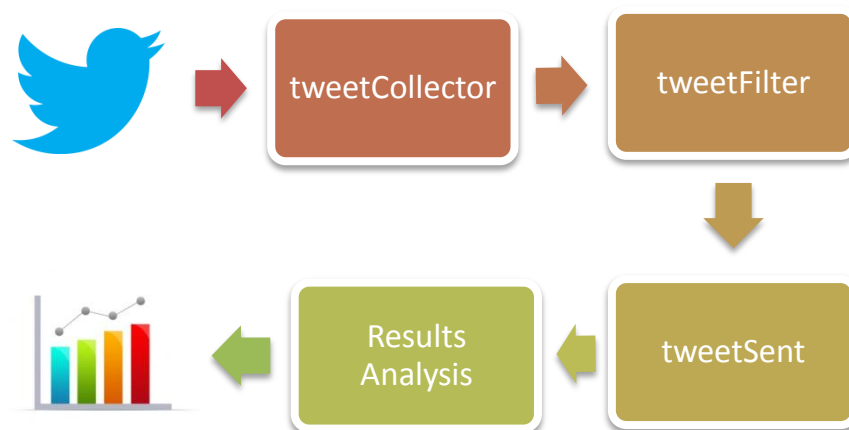 tweetCollector
tweetFilter
tweetSent
Results
Analysis